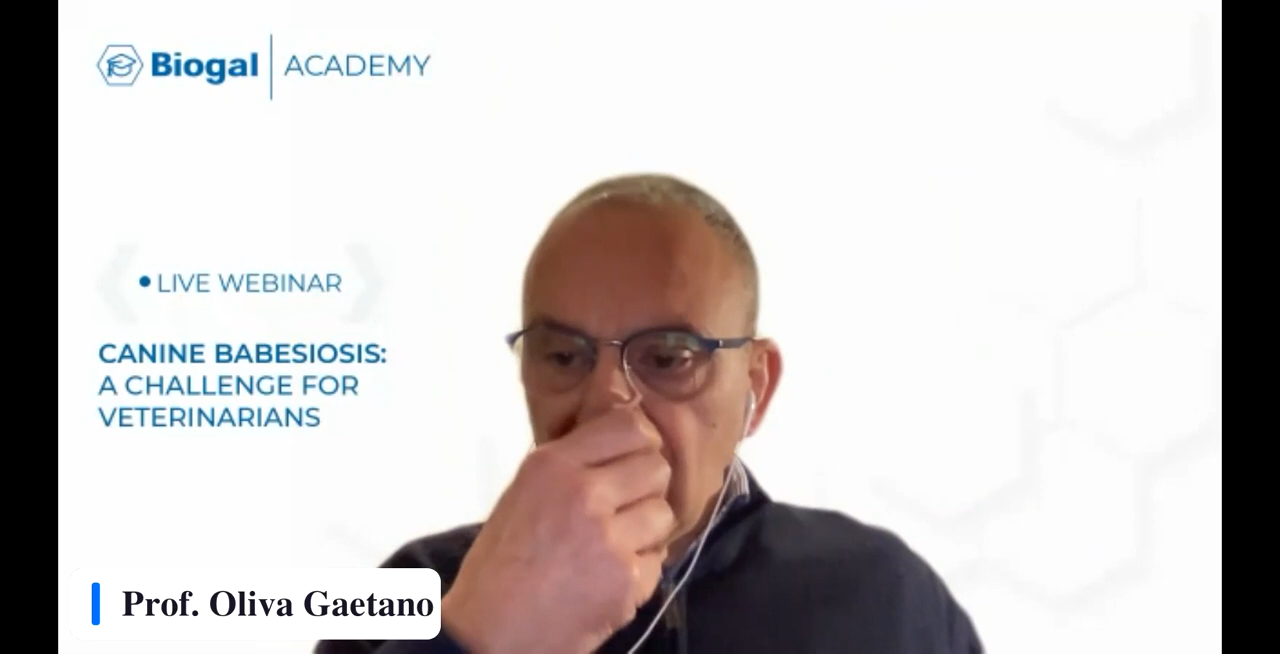 Biogal ACADEMY
• LIVE WEBINAR
CANINE BABESIOSIS:
A CHALLENGE FOR
VETERINARIANS
Prof. Oliva Gaetano